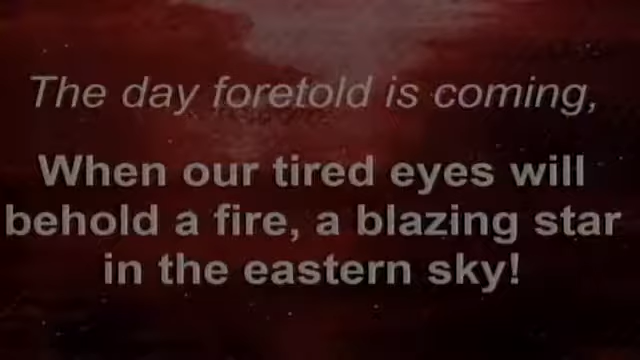 The day foretold is coming,
When our tired eyes will
behold a fire, a blazing star
in the eastern sky!